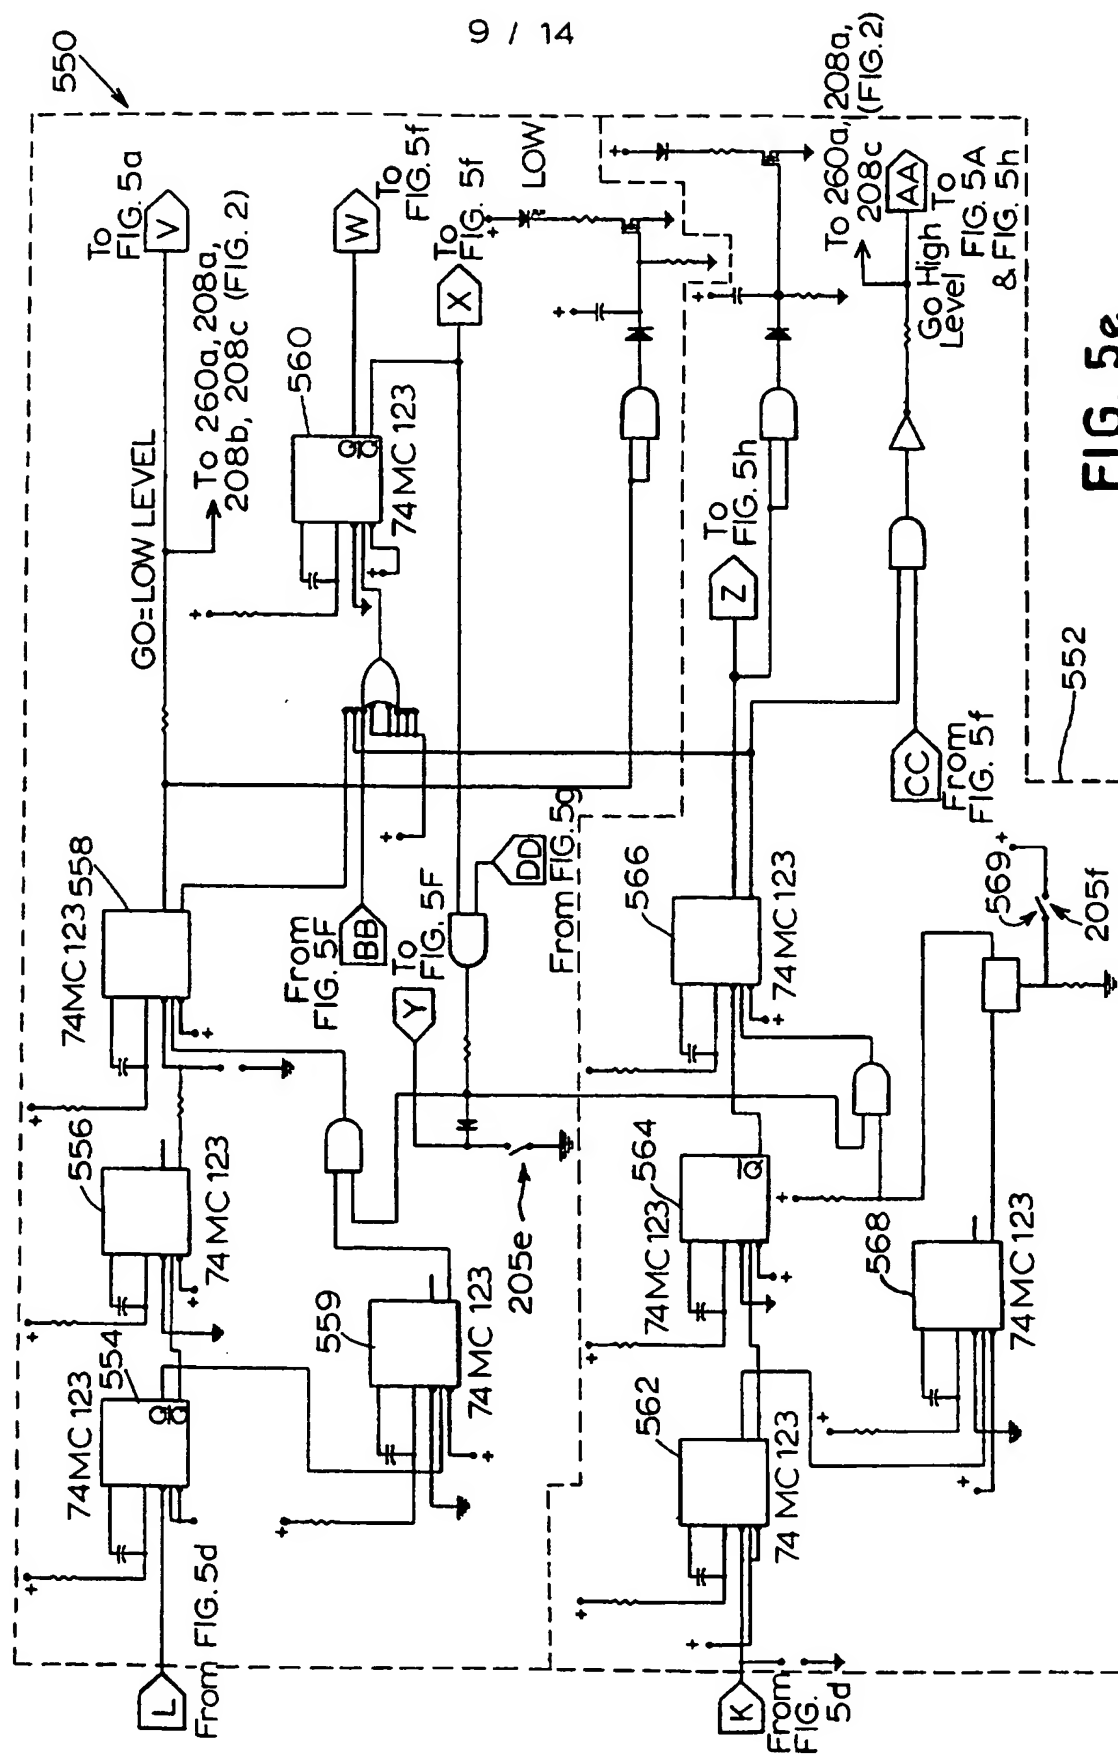 9 / 14
550
To
FIG. 5a
V
GO=LOW LEVEL
To 260a, 208a,
208b, 208c (FIG. 2)
W
To
FIG. 5f
To
FIG. 5f
X
LOW
560
Q
Q
74MC123
74MC123
558
556
74MC123
74MC123
554
Q
Q
L
From FIG. 5d
From
FIG. 5F
BB
To
FIG. 5F
Y
DD
From FIG. 5g
559
74MC123
205e
To
FIG. 5h
Z
To 260a, 208a,
208c (FIG. 2)
AA
Go High
Level
To
FIG. 5A
& FIG. 5h
566
74MC123
564
74MC123
Q
562
74MC123
K
From
FIG.
5d
568
74MC123
CC
From
FIG. 5f
552
569
205f
FIG. 5e